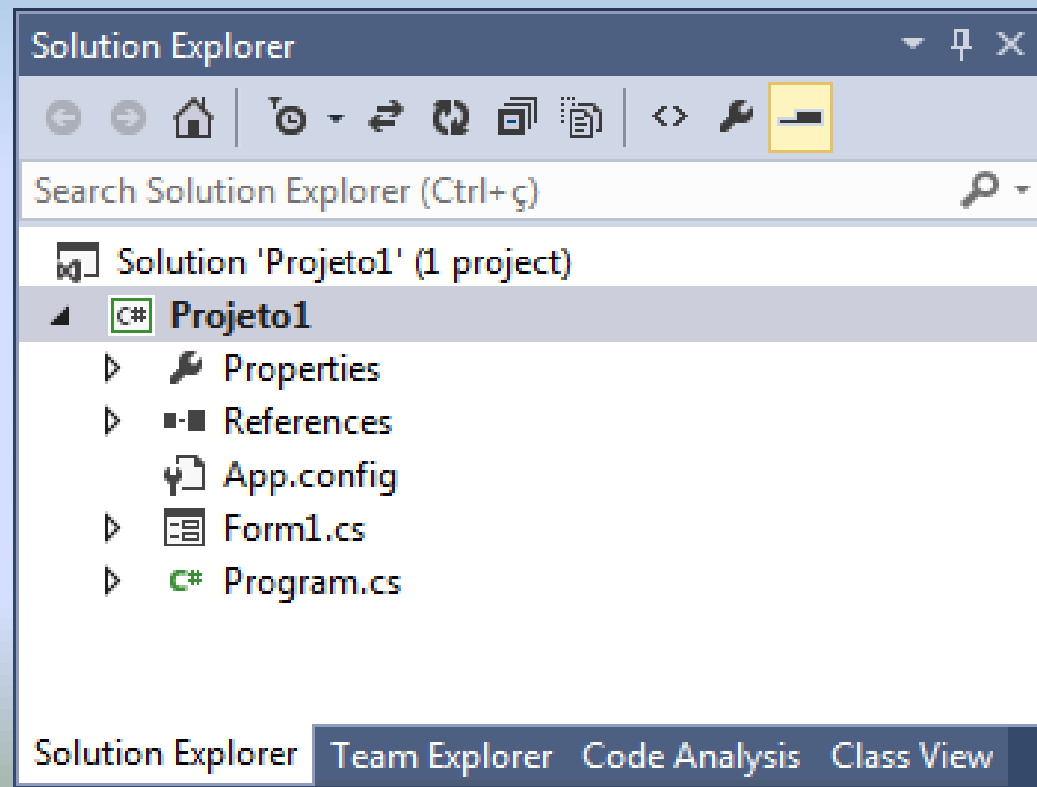 Solution Explorer
Search Solution Explorer (Ctrl+ç)
Solution 'Projeto1' (1 project)
C# Projeto1
Properties
References
App.config
Form1.cs
C# Program.cs
Solution Explorer Team Explorer Code Analysis Class View